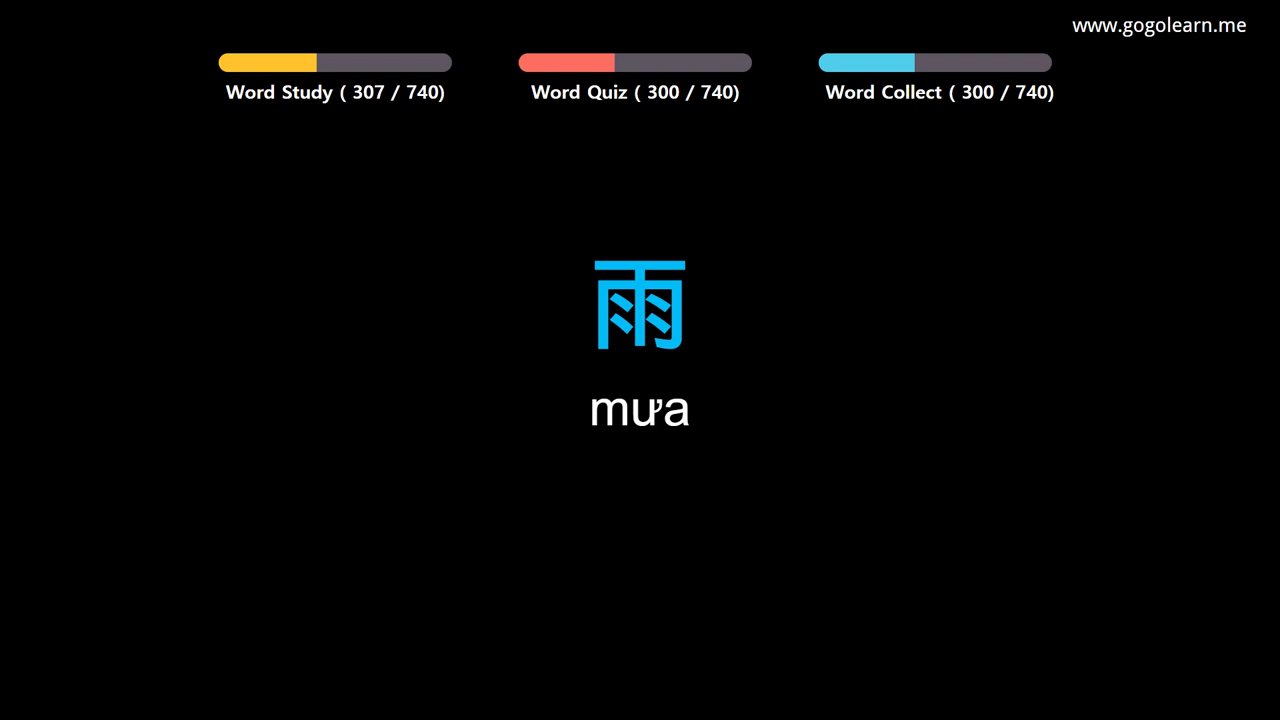 www.gogolearn.me
Word Study ( 307 / 740)
Word Quiz ( 300 / 740)
Word Collect ( 300 / 740)
雨
mưa